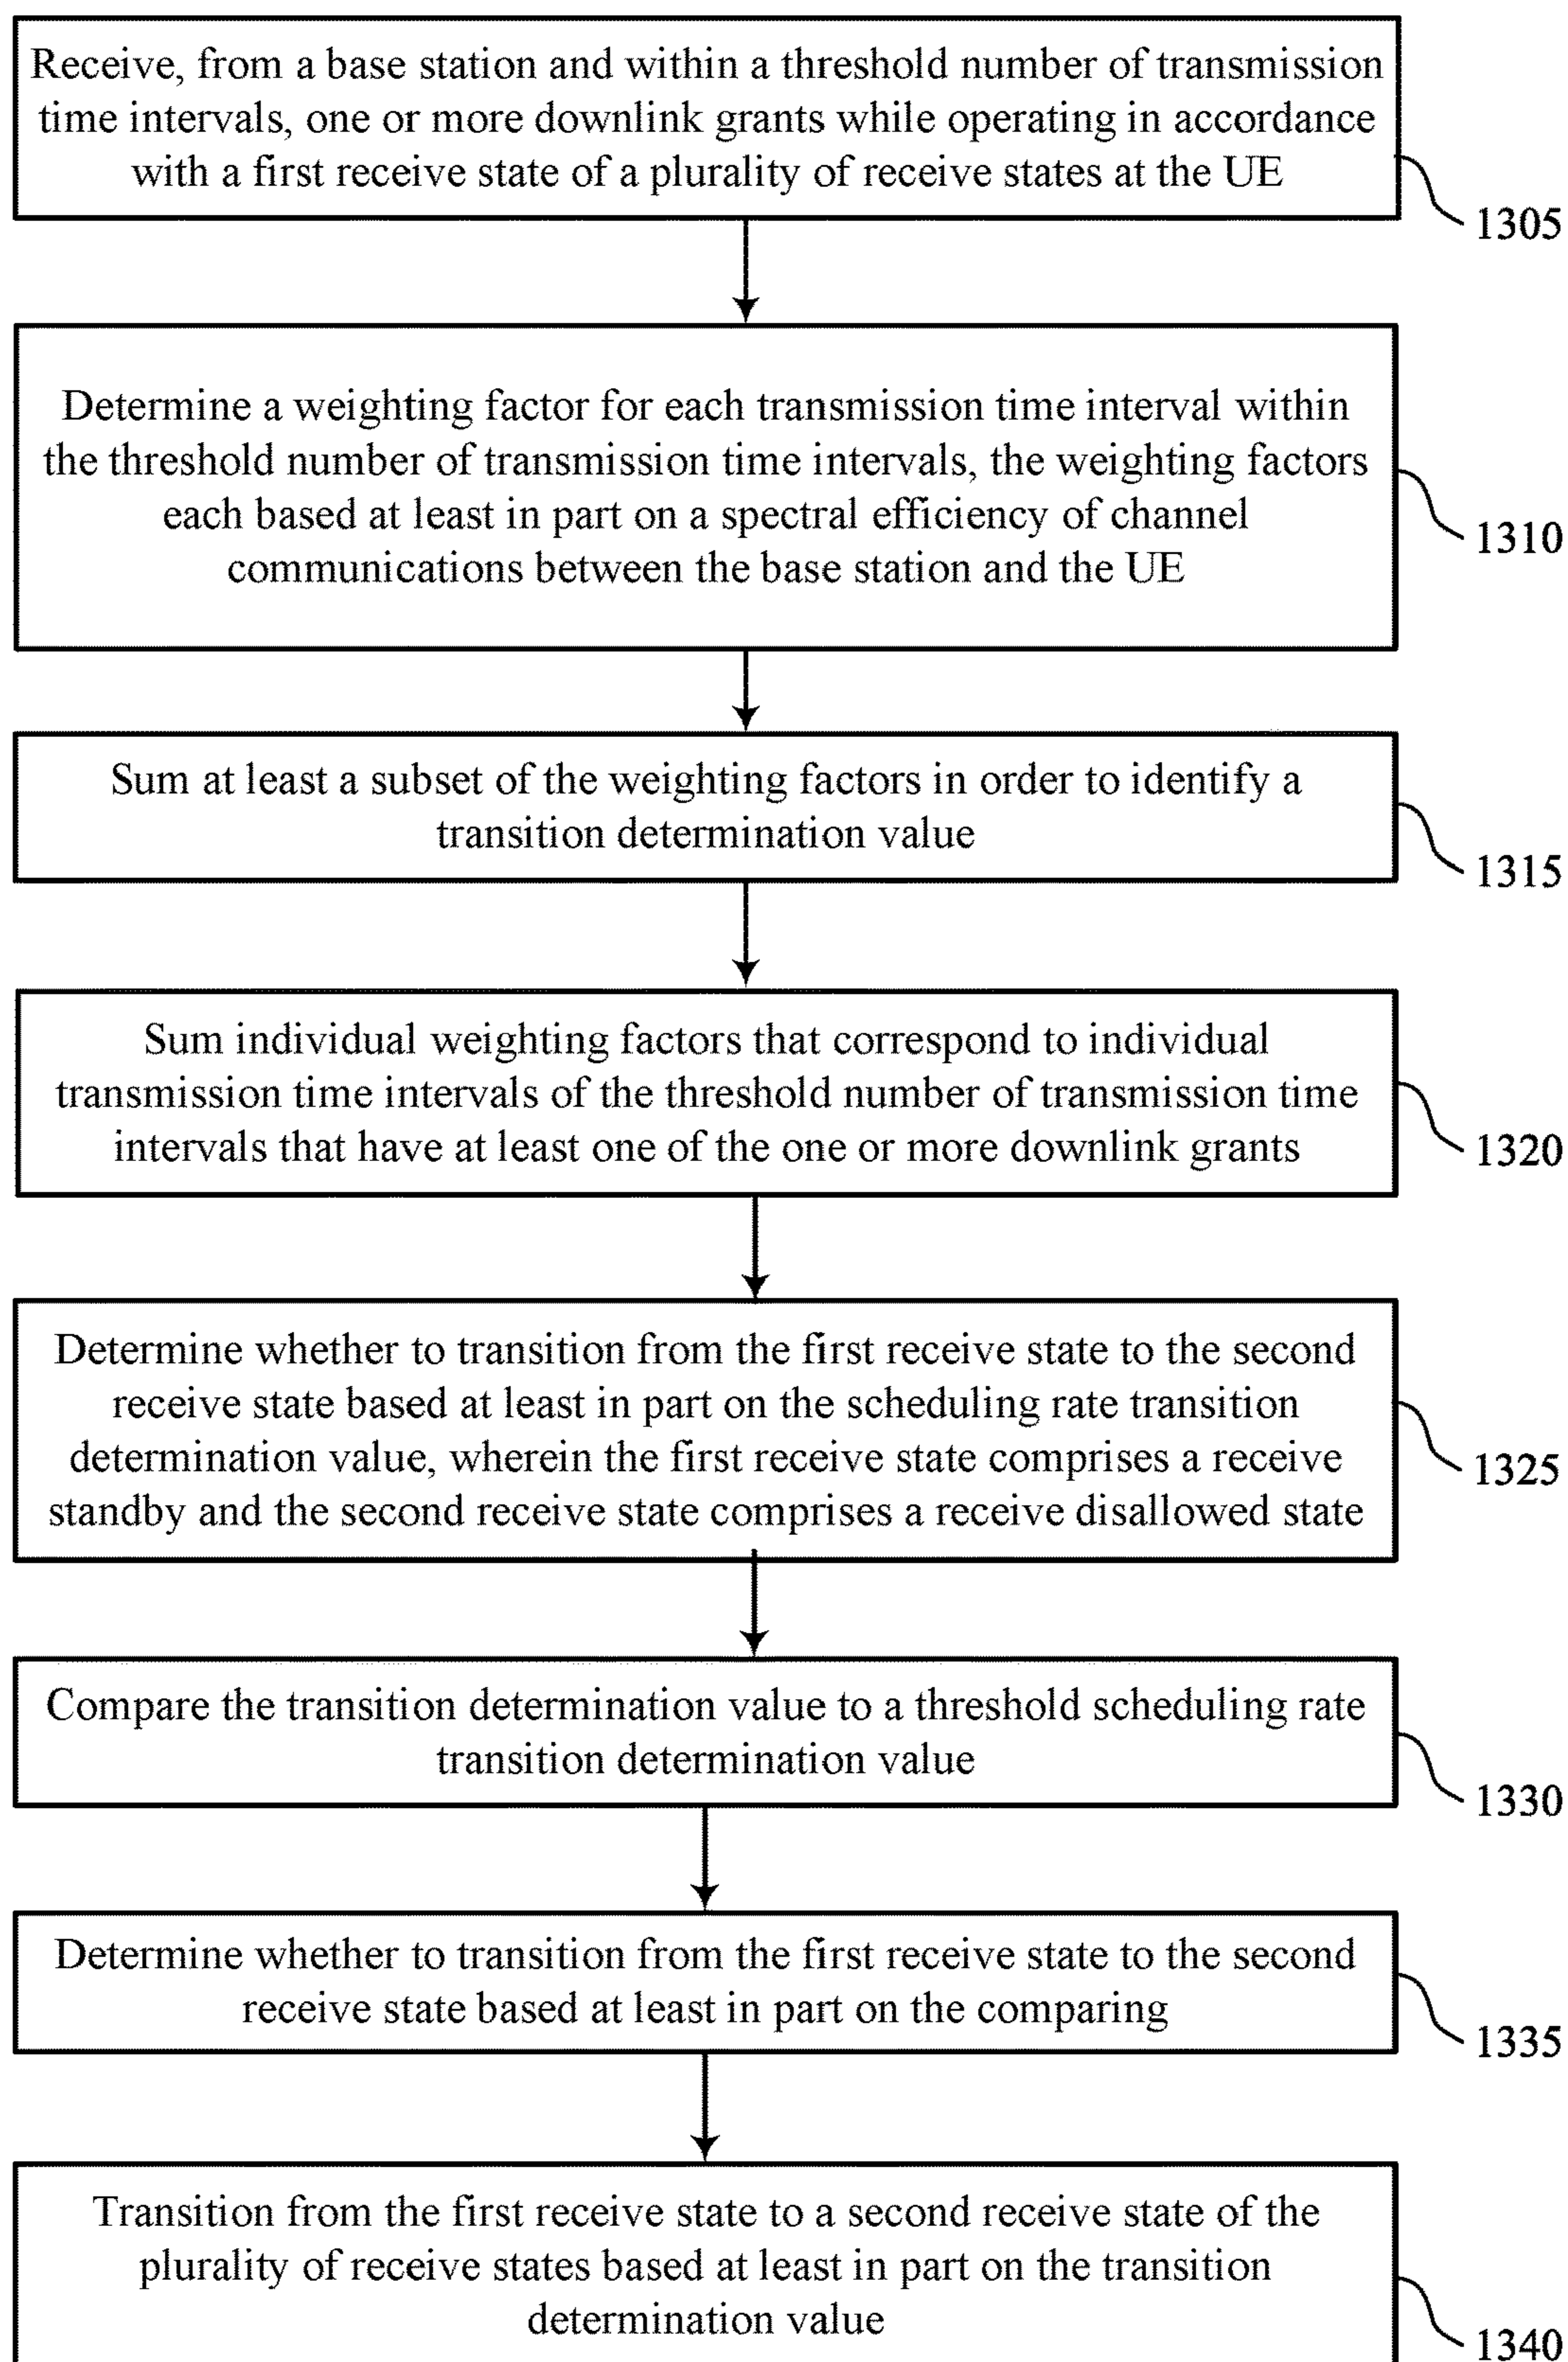 Receive, from a base station and within a threshold number of transmission
time intervals, one or more downlink grants while operating in accordance
with a first receive state of a plurality of receive states at the UE
1305
Determine a weighting factor for each transmission time interval within
the threshold number of transmission time intervals, the weighting factors
each based at least in part on a spectral efficiency of channel
communications between the base station and the UE
1310
Sum at least a subset of the weighting factors in order to identify a
transition determination value
1315
Sum individual weighting factors that correspond to individual
transmission time intervals of the threshold number of transmission time
intervals that have at least one of the one or more downlink grants
1320
Determine whether to transition from the first receive state to the second
receive state based at least in part on the scheduling rate transition
determination value, wherein the first receive state comprises a receive
standby and the second receive state comprises a receive disallowed state
1325
Compare the transition determination value to a threshold scheduling rate
transition determination value
1330
Determine whether to transition from the first receive state to the second
receive state based at least in part on the comparing
1335
Transition from the first receive state to a second receive state of the
plurality of receive states based at least in part on the transition
determination value
1340